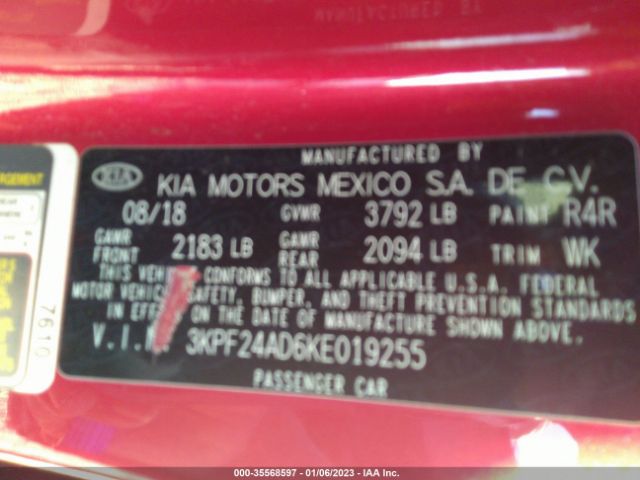 MANUFACTURED BY
KIA KIA MOTORS MEXICO S.A. DE C.V.
08/18 GVWR 3792 LB PAINT R4R
GAWR FRONT 2183 LB GAWR REAR 2094 LB TRIM WK
THIS VEHICLE CONFORMS TO ALL APPLICABLE U.S.A. FEDERAL
MOTOR VEHICLE SAFETY, BUMPER, AND THEFT PREVENTION STANDARDS
IN EFFECT ON THE DATE OF MANUFACTURE SHOWN ABOVE.
V.I.N 3KPF24AD6KE019255
PASSENGER CAR
7610
000-35568597 - 01/06/2023 - IAA Inc.